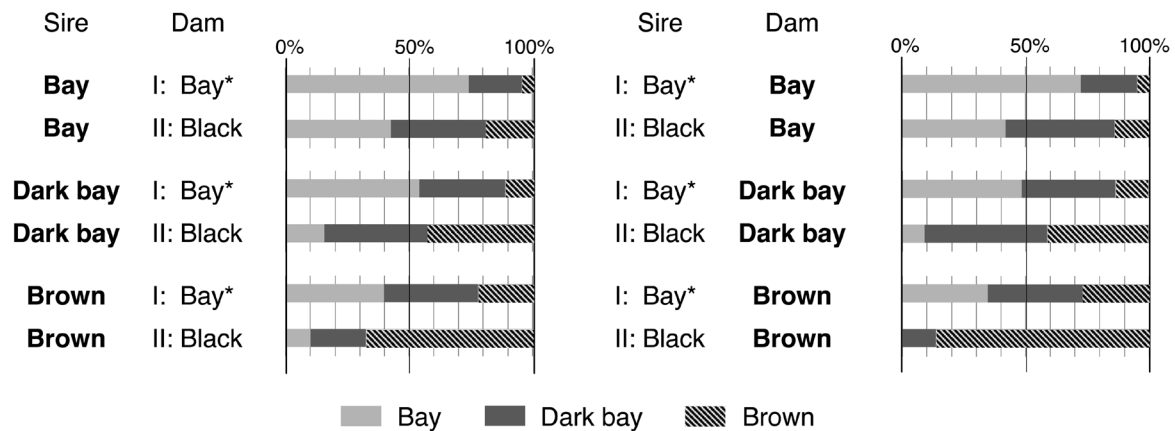 Sire Dam Sire Dam
0% 50% 100% 0% 50% 100%
Bay I: Bay* I: Bay* Bay
Bay II: Black II: Black Bay
Dark bay I: Bay* I: Bay* Dark bay
Dark bay II: Black II: Black Dark bay
Brown I: Bay* I: Bay* Brown
Brown II: Black II: Black Brown
Bay Dark bay Brown